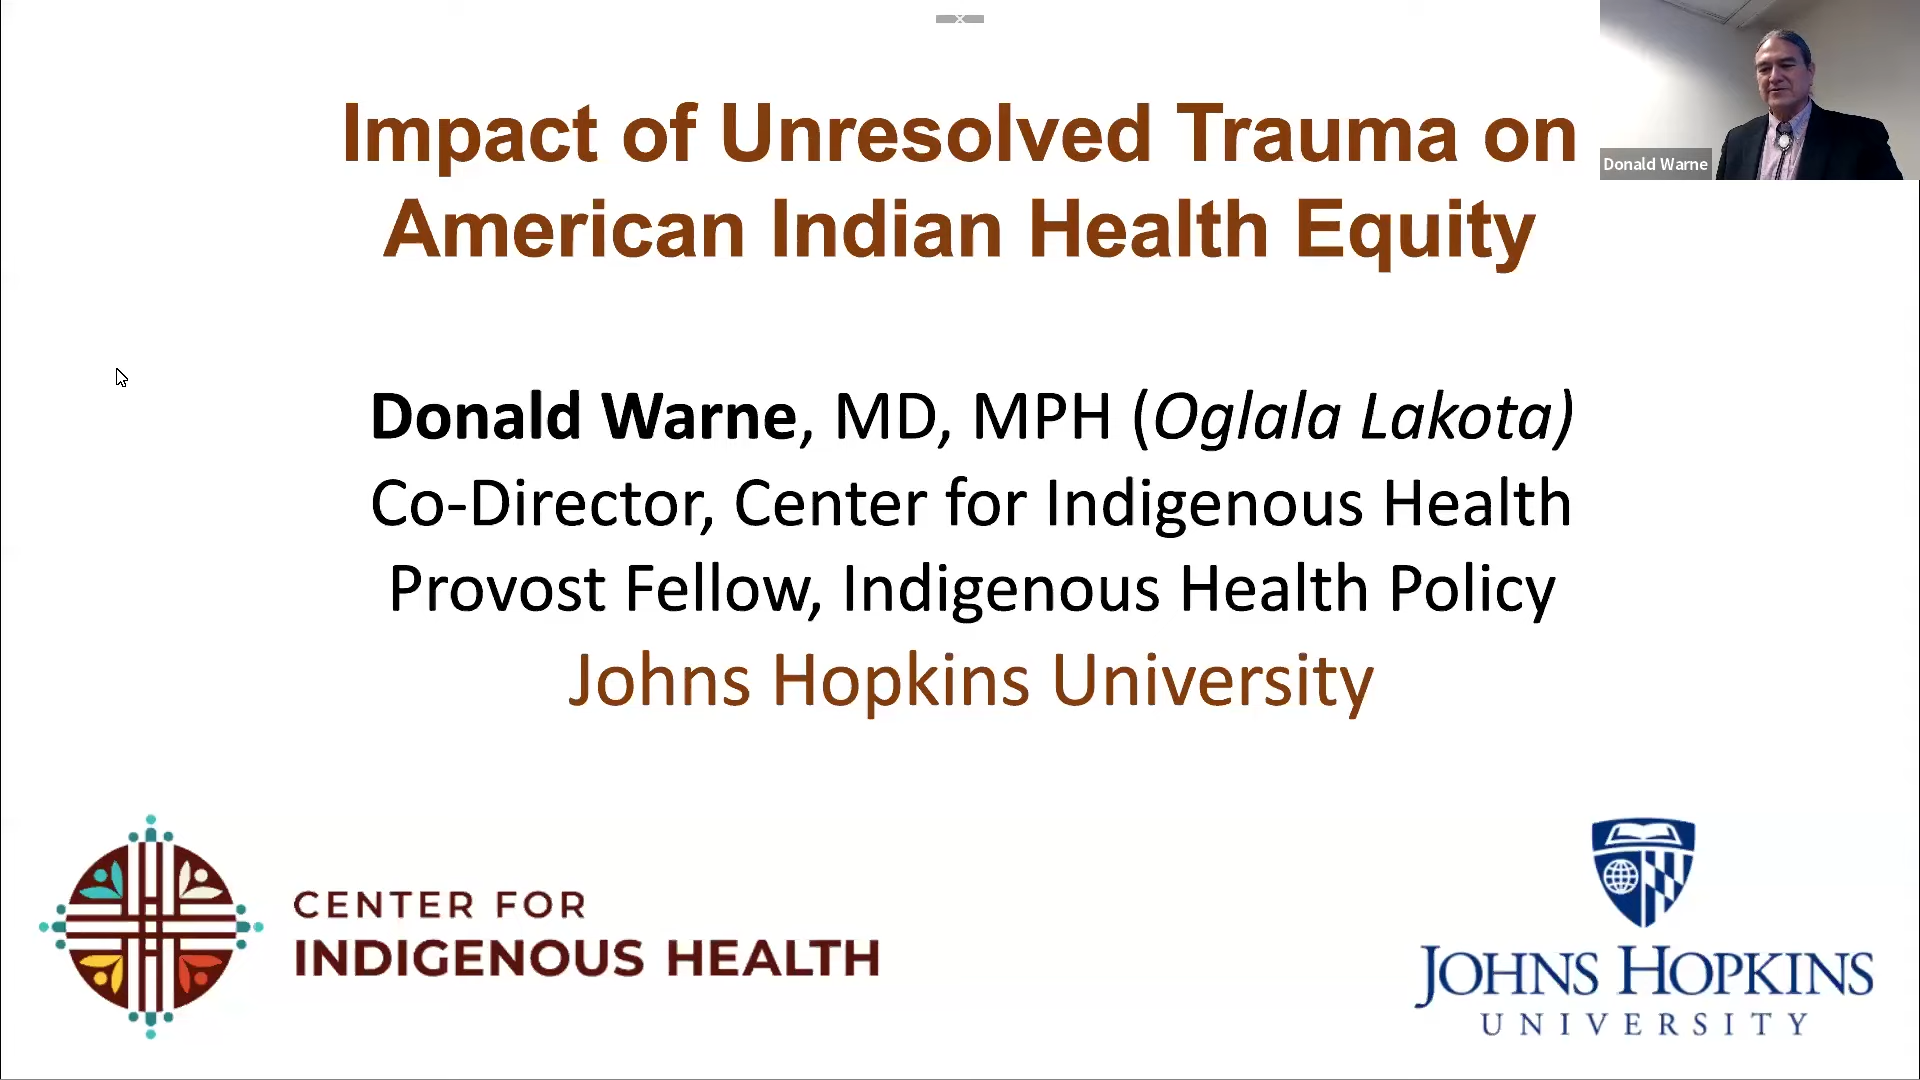 Impact of Unresolved Trauma on
American Indian Health Equity
Donald Warne
Donald Warne, MD, MPH (Oglala Lakota)
Co-Director, Center for Indigenous Health
Provost Fellow, Indigenous Health Policy
Johns Hopkins University
CENTER FOR
INDIGENOUS HEALTH
JOHNS HOPKINS
UNIVERSITY